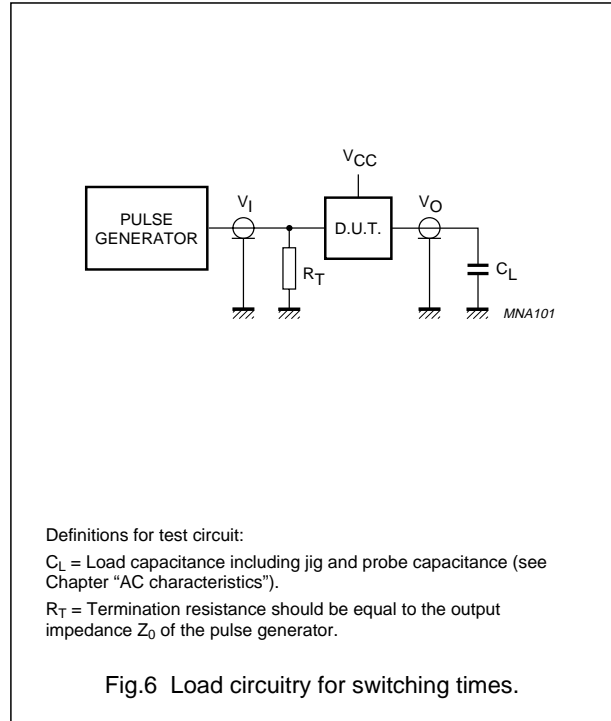 VCC
PULSE
GENERATOR
VI
D.U.T.
VO
RT
CL
MNA101
Definitions for test circuit:
CL = Load capacitance including jig and probe capacitance (see
Chapter “AC characteristics”).
RT = Termination resistance should be equal to the output
impedance Z0 of the pulse generator.
Fig.6 Load circuitry for switching times.